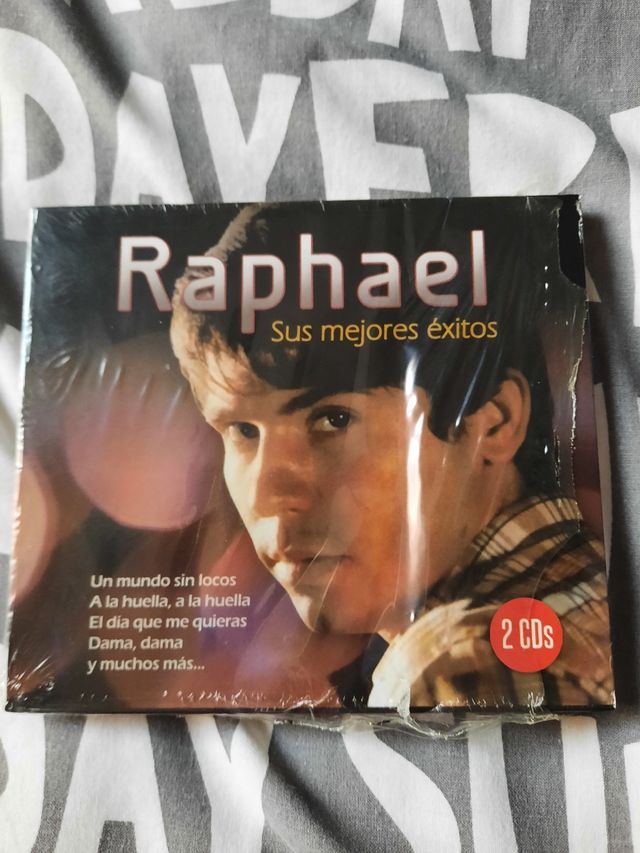 DAYER
Raphael
Sus mejores éxitos
Un mundo sin locos
A la huella, a la huella
El día que me quieras
Dama, dama
y muchos más...
2 CDs